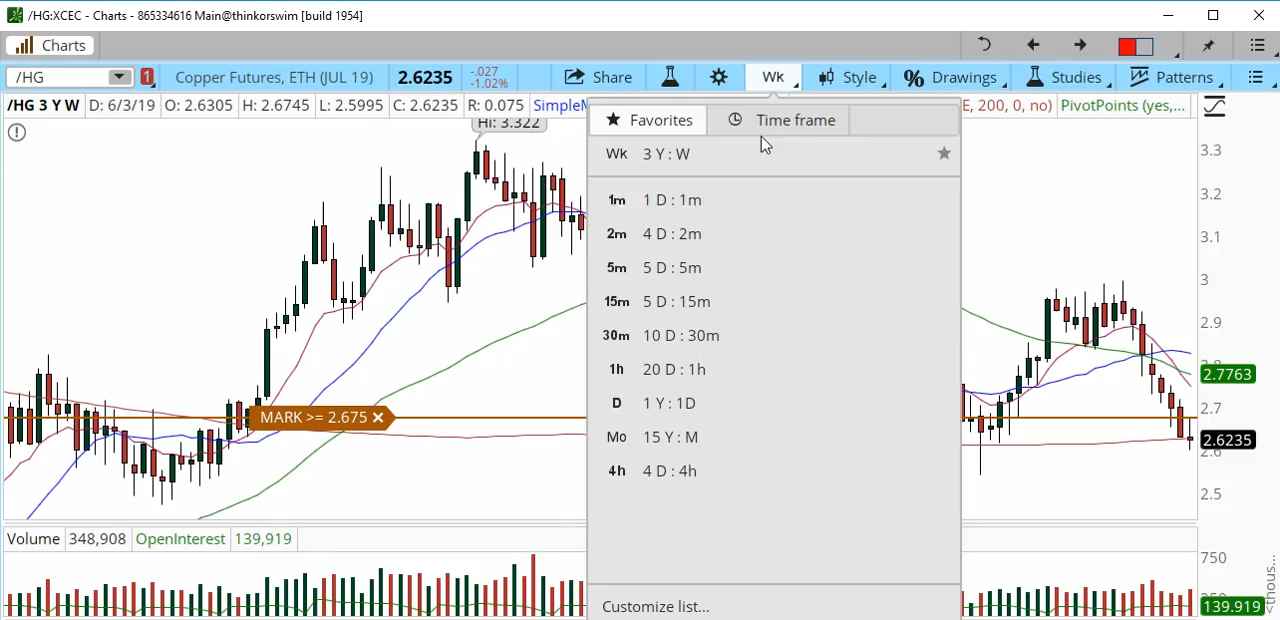 /HG:XCEC - Charts - 865334616 Main@thinkorswim [build 1954]
Charts
/HG 1 Copper Futures, ETH (JUL 19) 2.6235 -.027 -1.02% Share Wk Style % Drawings Studies Patterns
/HG 3 Y W D: 6/3/19 O: 2.6305 H: 2.6745 L: 2.5995 C: 2.6235 R: 0.075 SimpleM E, 200, 0, no) PivotPoints (yes,...
Hi: 3.322
Favorites Time frame
Wk 3 Y : W
1m 1 D : 1m
2m 4 D : 2m
5m 5 D : 5m
15m 5 D : 15m
30m 10 D : 30m
1h 20 D : 1h
D 1 Y : 1D
Mo 15 Y : M
4h 4 D : 4h
Customize list...
MARK >= 2.675
3.3
3.2
3.1
3
2.9
2.7763
2.7
2.6235
2.5
Volume 348,908 OpenInterest 139,919
750
139.919
<thous...